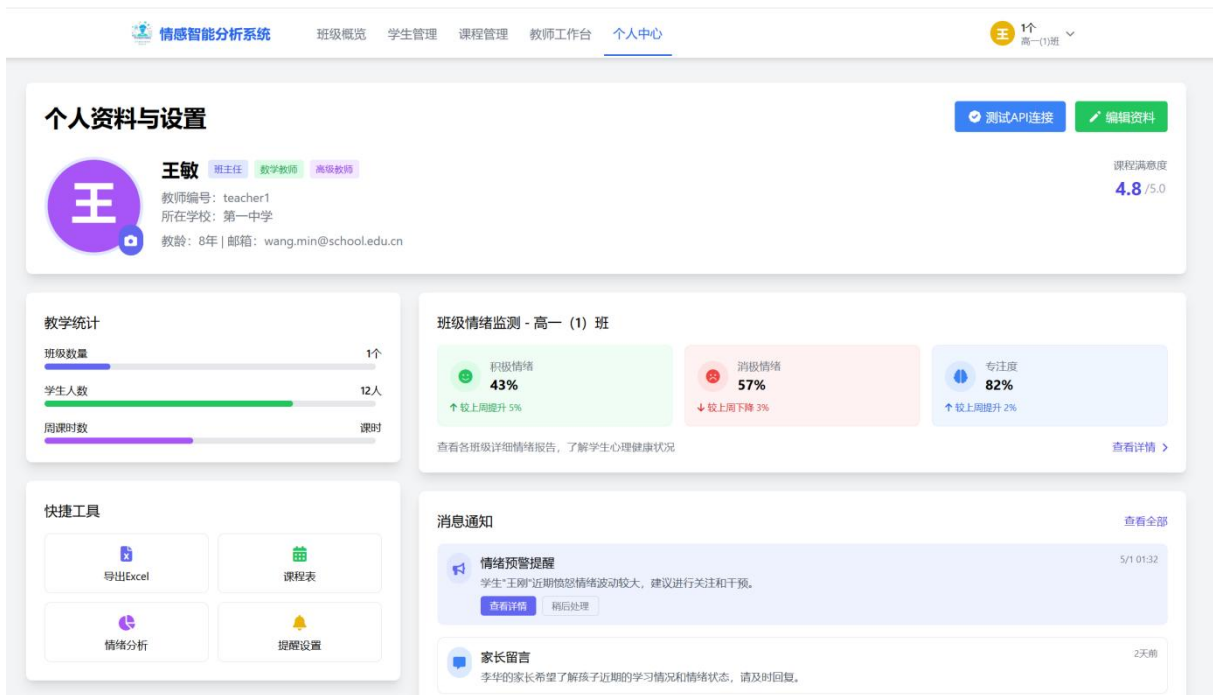 情感智能分析系统 班级概览 学生管理 课程管理 教师工作台 个人中心 王 1个
高一(1)班
个人资料与设置 测试API连接 编辑资料
王
王敏 班主任 数学教师 高级教师
教师编号：teacher1
所在学校：第一中学
教龄：8年 | 邮箱：wang.min@school.edu.cn
课程满意度
4.8 /5.0
教学统计
班级数量 1个
学生人数 12人
周课时数 课时
班级情绪监测 - 高一（1）班
积极情绪
43%
较上周提升 5%
消极情绪
57%
较上周下降 3%
专注度
82%
较上周提升 2%
查看各班级详细情绪报告，了解学生心理健康状况 查看详情
快捷工具
导出Excel
课程表
情绪分析
提醒设置
消息通知 查看全部
情绪预警提醒 5/1 01:32
学生"王刚"近期愤怒情绪波动较大，建议进行关注和干预。
查看详情 稍后处理
家长留言 2天前
李华的家长希望了解孩子近期的学习情况和情绪状态，请及时回复。